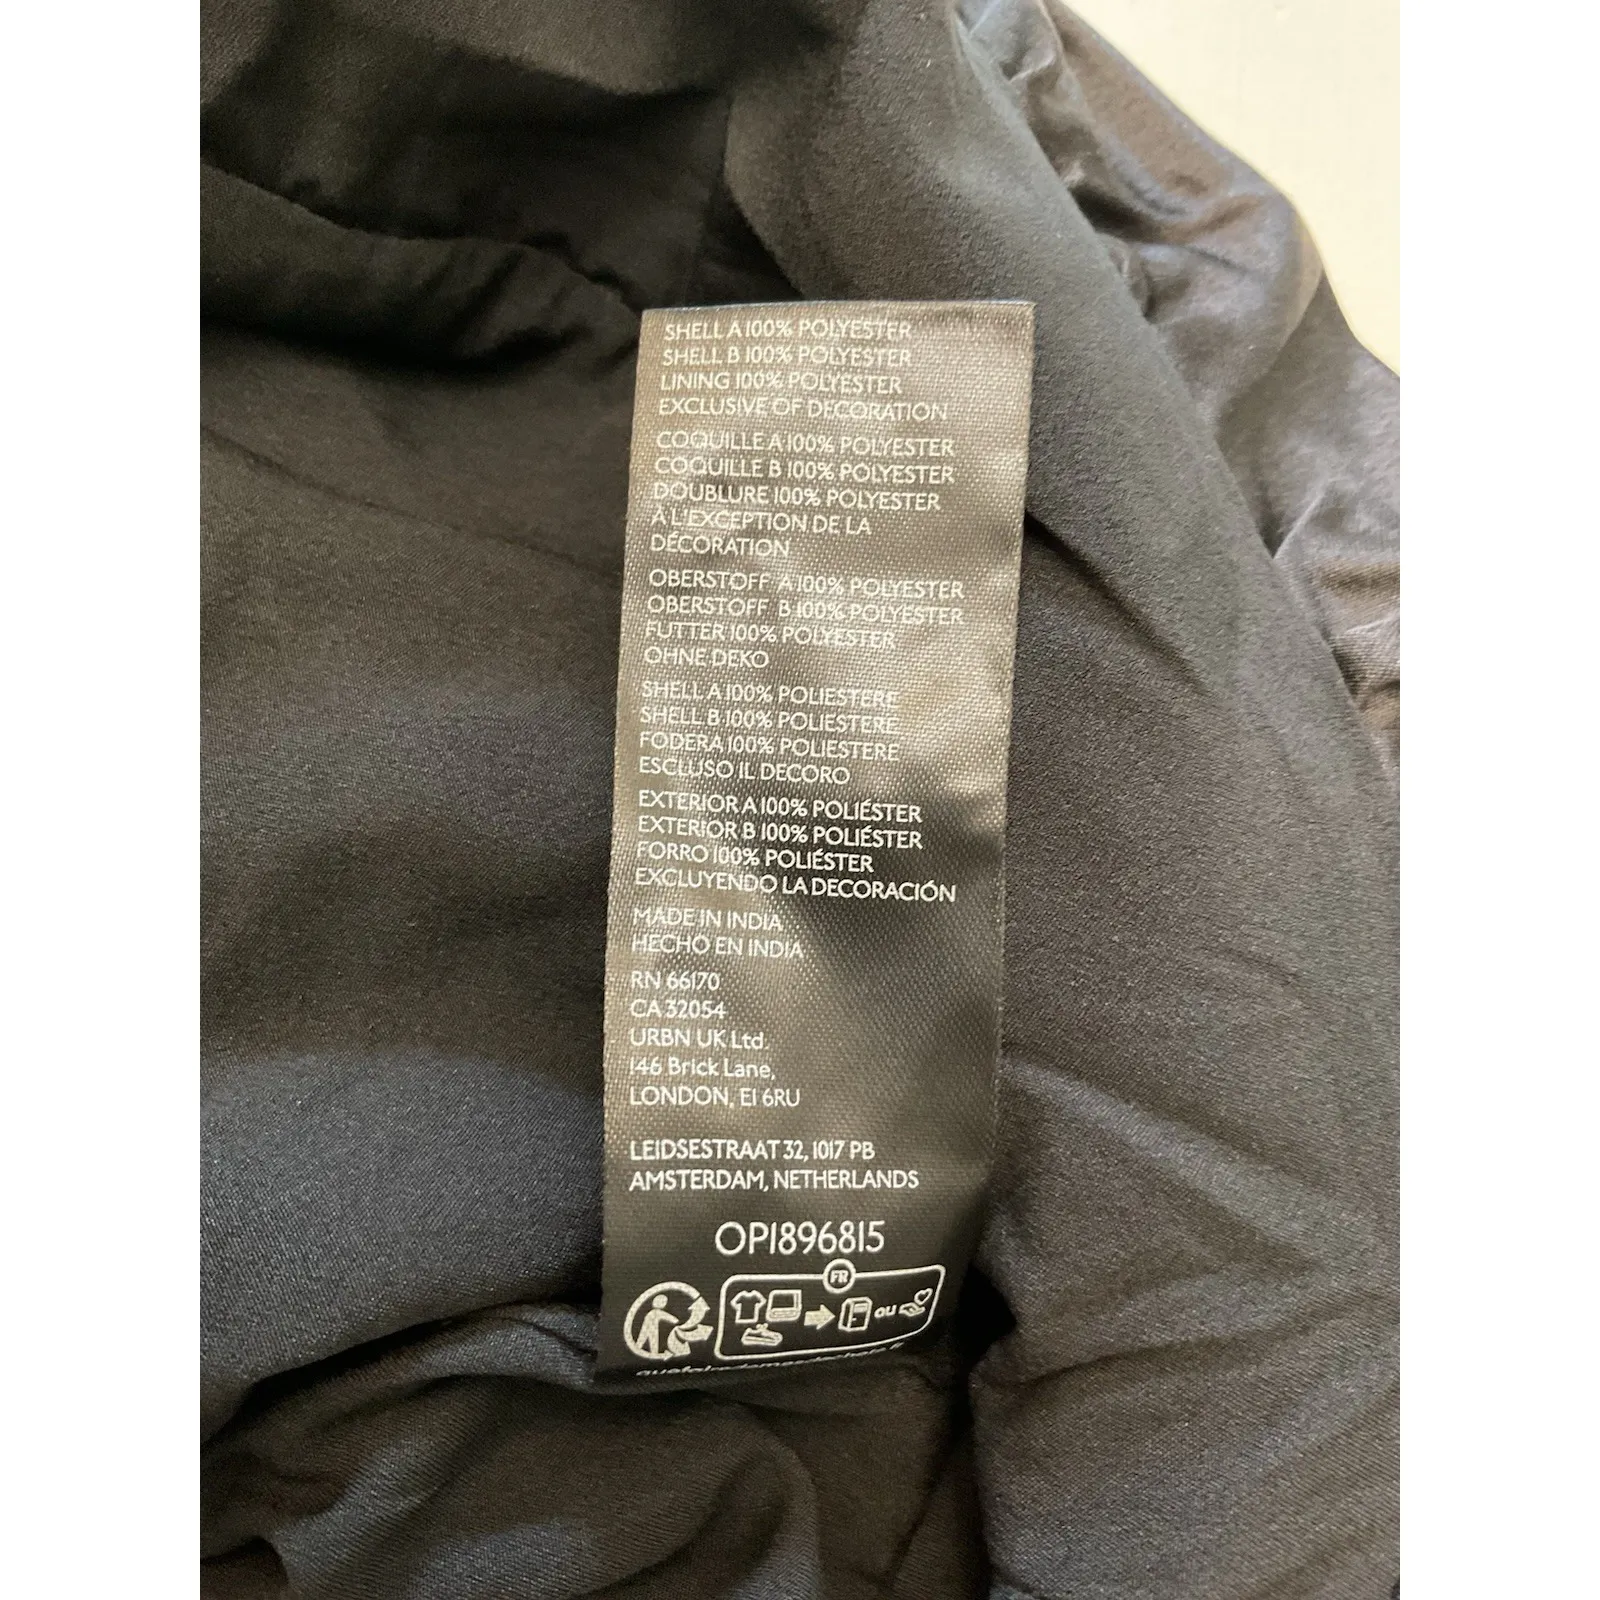 SHELL A 100% POLYESTER
SHELL B 100% POLYESTER
LINING 100% POLYESTER
EXCLUSIVE OF DECORATION
COQUILLE A 100% POLYESTER
COQUILLE B 100% POLYESTER
DOUBLURE 100% POLYESTER
À L'EXCEPTION DE LA
DÉCORATION
OBERSTOFF A 100% POLYESTER
OBERSTOFF B 100% POLYESTER
FUTTER 100% POLYESTER
OHNE DEKO
SHELL A 100% POLIESTERE
SHELL B 100% POLIESTERE
FODERA 100% POLIESTERE
ESCLUSO IL DECORO
EXTERIOR A 100% POLIÉSTER
EXTERIOR B 100% POLIÉSTER
FORRO 100% POLIÉSTER
EXCLUYENDO LA DECORACIÓN
MADE IN INDIA
HECHO EN INDIA
RN 66170
CA 32054
URBN UK Ltd.
146 Brick Lane,
LONDON, E1 6RU
LEIDSESTRAAT 32, 1017 PB
AMSTERDAM, NETHERLANDS
OP1896815
FR
ou
quefairedemesdechets.fr